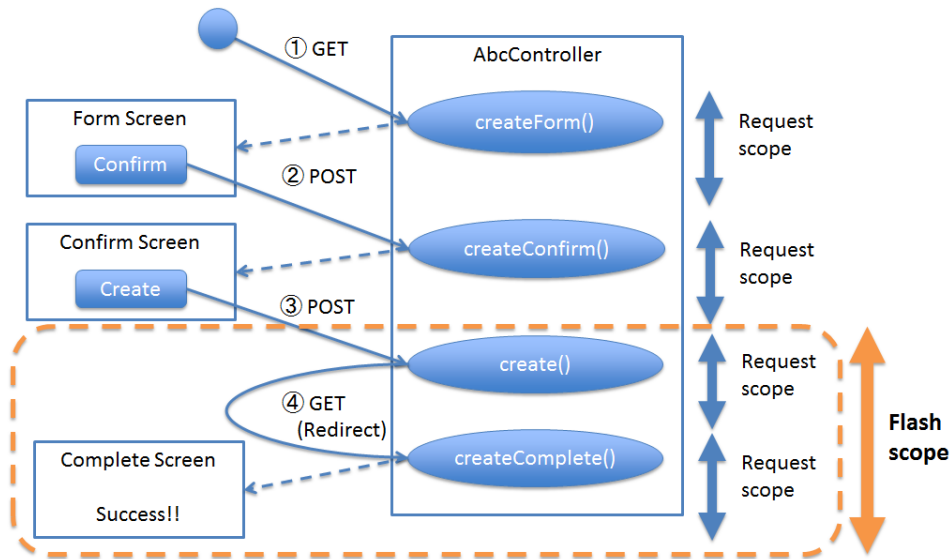 ① GET
AbcController
createForm()
Request
scope
Form Screen
Confirm
② POST
createConfirm()
Request
scope
Confirm Screen
Create
③ POST
create()
Request
scope
④ GET
(Redirect)
Flash
scope
createComplete()
Request
scope
Complete Screen
Success!!